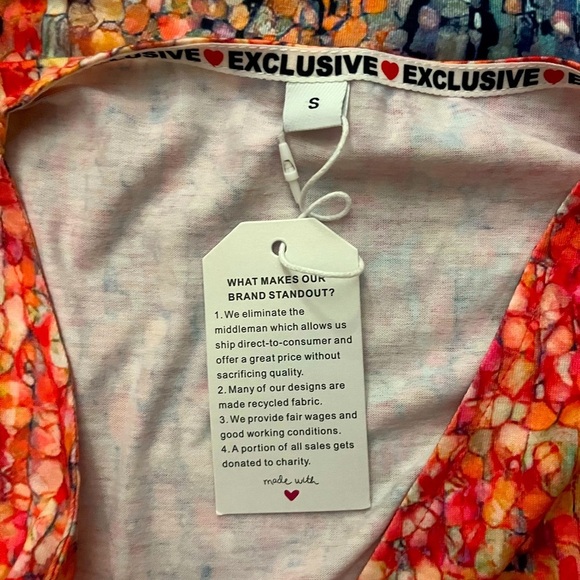 EXCLUSIVE❤EXCLUSIVE
S
WHAT MAKES OUR
BRAND STANDOUT?
1. We eliminate the
middleman which allows us
ship direct-to-consumer and
offer a great price without
sacrificing quality.
2. Many of our designs are
made recycled fabric.
3. We provide fair wages and
good working conditions.
4. A portion of all sales gets
donated to charity.
made with